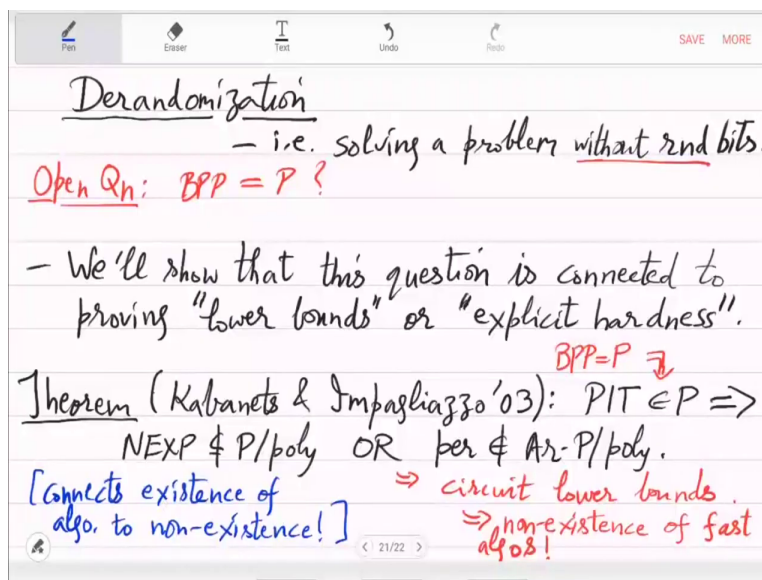 Pen Eraser Text Undo Redo SAVE MORE
Derandomization
– i.e. solving a problem without rnd bits.
Open Qn: BPP = P ?
– We'll show that this question is connected to
proving "lower bounds" or "explicit hardness".
BPP=P ⇒
Theorem (Kabanets & Impagliazzo'03): PIT ∈ P =>
NEXP ⊄ P/poly OR per ∉ Ar-P/poly.
[Connects existence of
algo. to non-existence!]
=> circuit lower bounds.
=> non-existence of fast
algos!
21/22